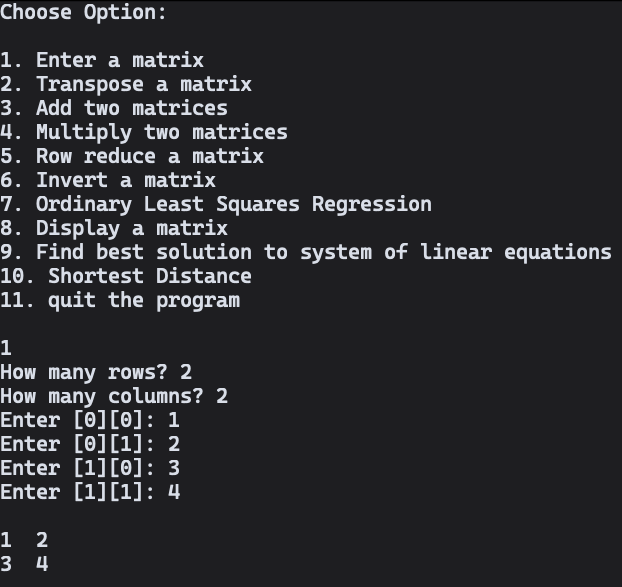 Choose Option:
1. Enter a matrix
2. Transpose a matrix
3. Add two matrices
4. Multiply two matrices
5. Row reduce a matrix
6. Invert a matrix
7. Ordinary Least Squares Regression
8. Display a matrix
9. Find best solution to system of linear equations
10. Shortest Distance
11. quit the program
1
How many rows? 2
How many columns? 2
Enter [0][0]: 1
Enter [0][1]: 2
Enter [1][0]: 3
Enter [1][1]: 4
1  2
3  4